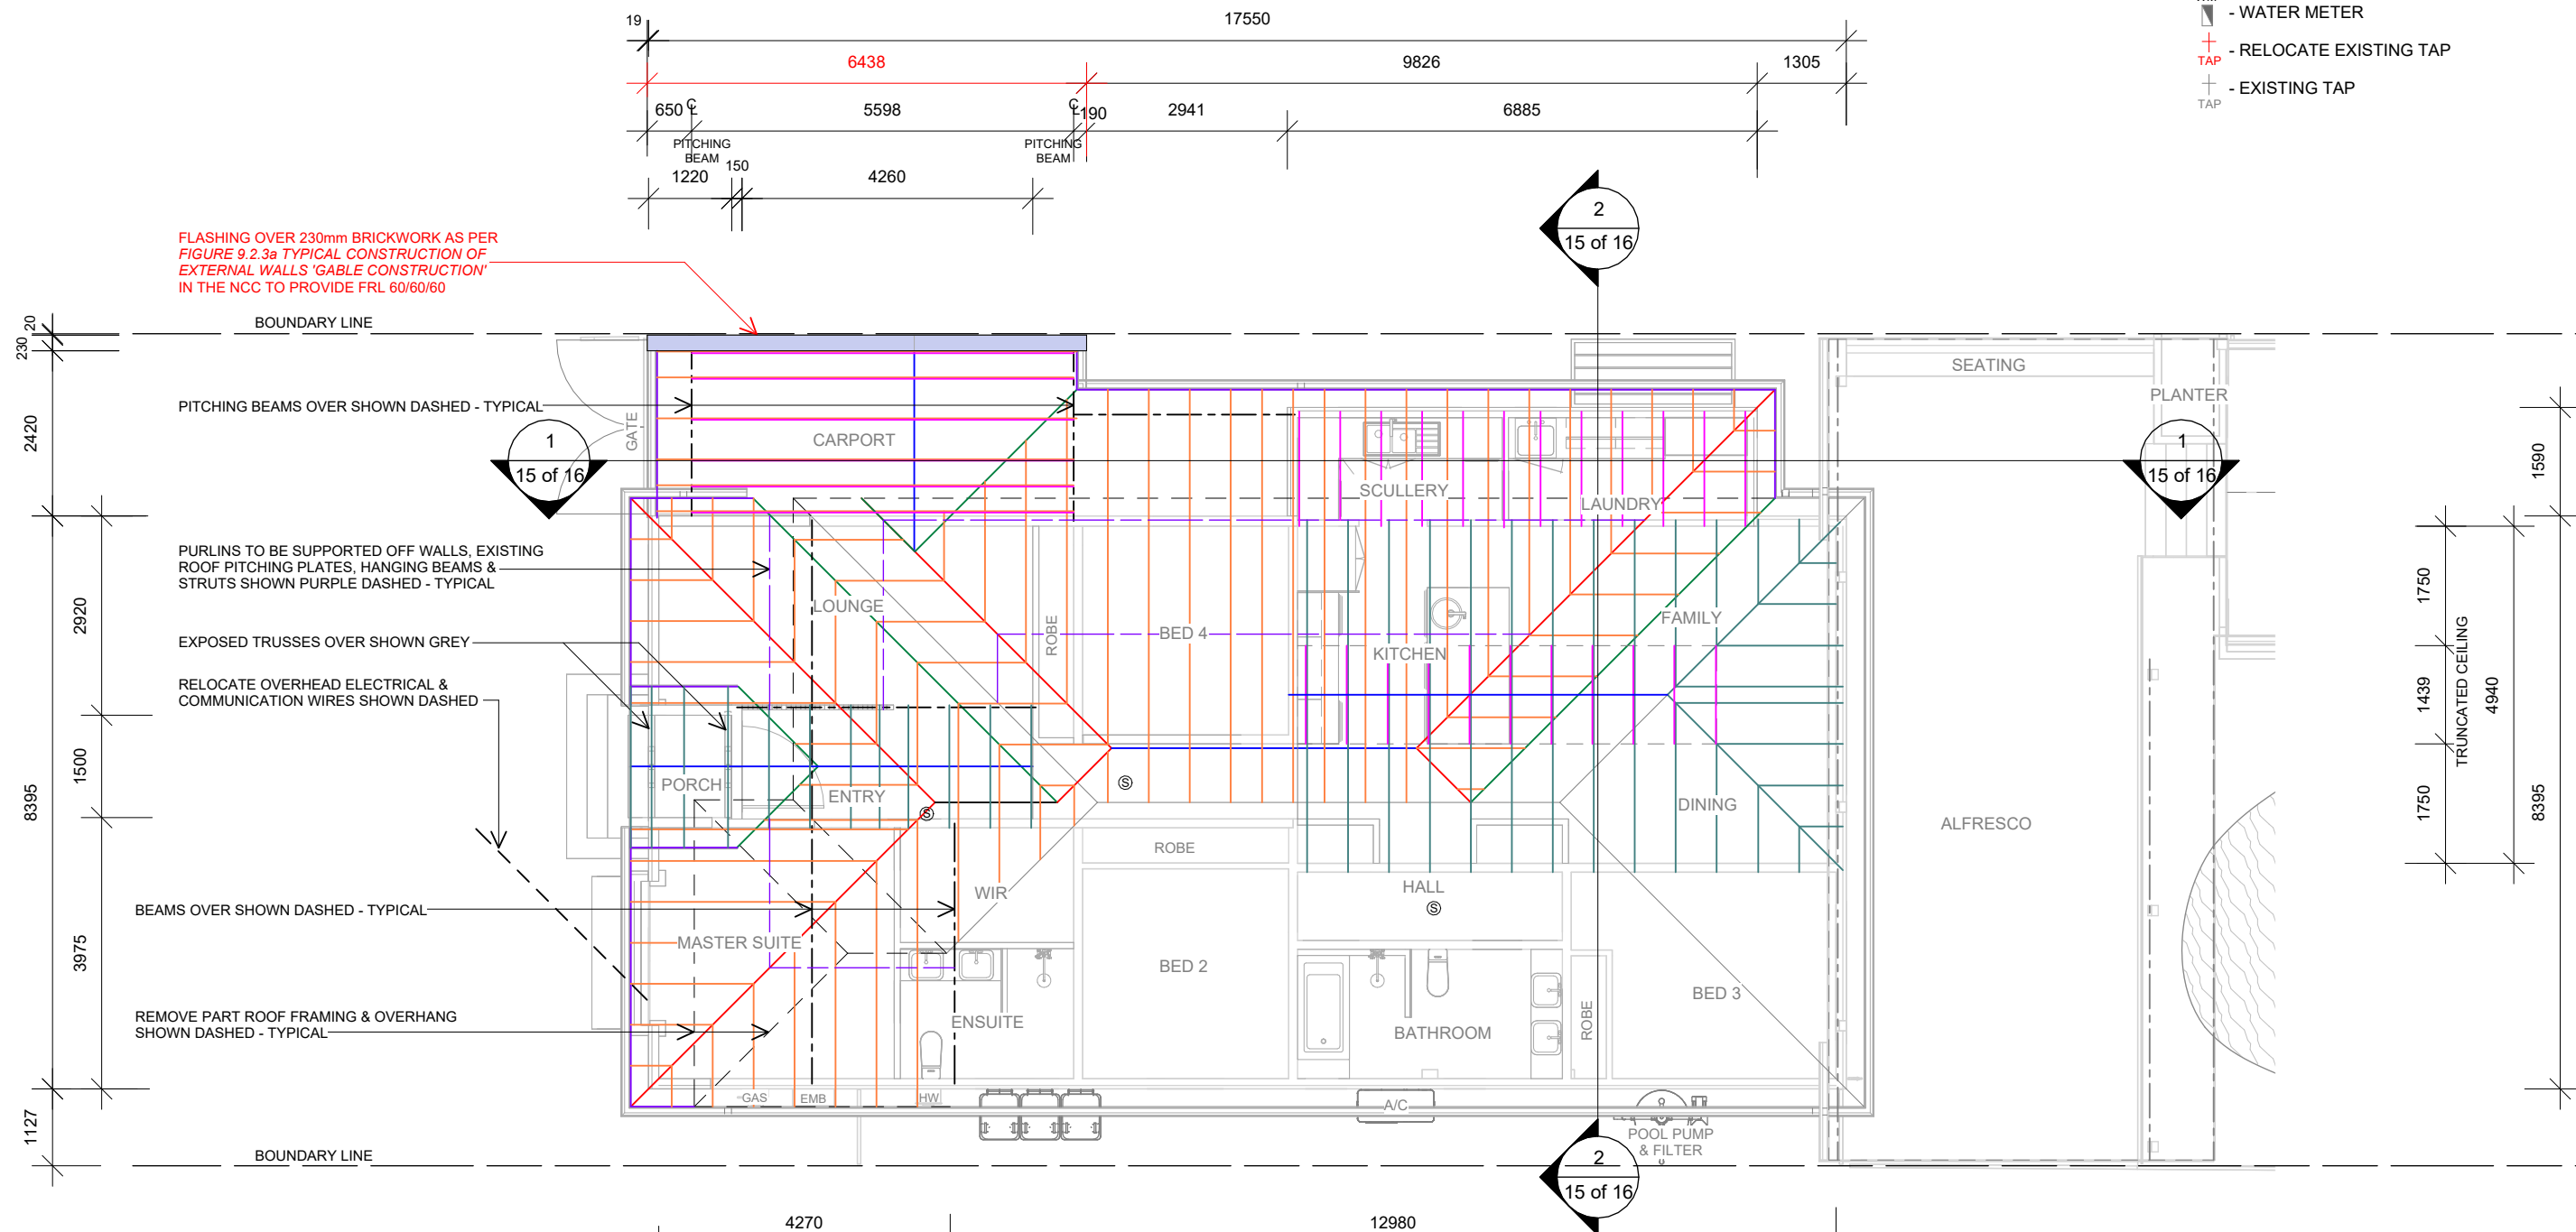 19
17550
6438
9826
1305
650 ℄
5598
℄ 190
2941
6885
PITCHING
BEAM
PITCHING
BEAM
150
1220
4260
- WATER METER
TAP
- RELOCATE EXISTING TAP
TAP
- EXISTING TAP
2
15 of 16
FLASHING OVER 230mm BRICKWORK AS PER
FIGURE 9.2.3a TYPICAL CONSTRUCTION OF
EXTERNAL WALLS 'GABLE CONSTRUCTION'
IN THE NCC TO PROVIDE FRL 60/60/60
BOUNDARY LINE
20
230
2420
8395
1127
2920
1500
3975
PITCHING BEAMS OVER SHOWN DASHED - TYPICAL
GATE
1
15 of 16
CARPORT
SEATING
PLANTER
1
15 of 16
SCULLERY
LAUNDRY
PURLINS TO BE SUPPORTED OFF WALLS, EXISTING
ROOF PITCHING PLATES, HANGING BEAMS &
STRUTS SHOWN PURPLE DASHED - TYPICAL
LOUNGE
ROBE
BED 4
KITCHEN
FAMILY
EXPOSED TRUSSES OVER SHOWN GREY
RELOCATE OVERHEAD ELECTRICAL &
COMMUNICATION WIRES SHOWN DASHED
PORCH
ENTRY
S
S
DINING
ALFRESCO
1590
1750
1439
1750
TRUNCATED CEILING
4940
8395
ROBE
WIR
HALL
S
BEAMS OVER SHOWN DASHED - TYPICAL
MASTER SUITE
BED 2
BED 3
ENSUITE
BATHROOM
ROBE
REMOVE PART ROOF FRAMING & OVERHANG
SHOWN DASHED - TYPICAL
GAS
EMB
HW
A/C
POOL PUMP
& FILTER
BOUNDARY LINE
2
15 of 16
4270
12980